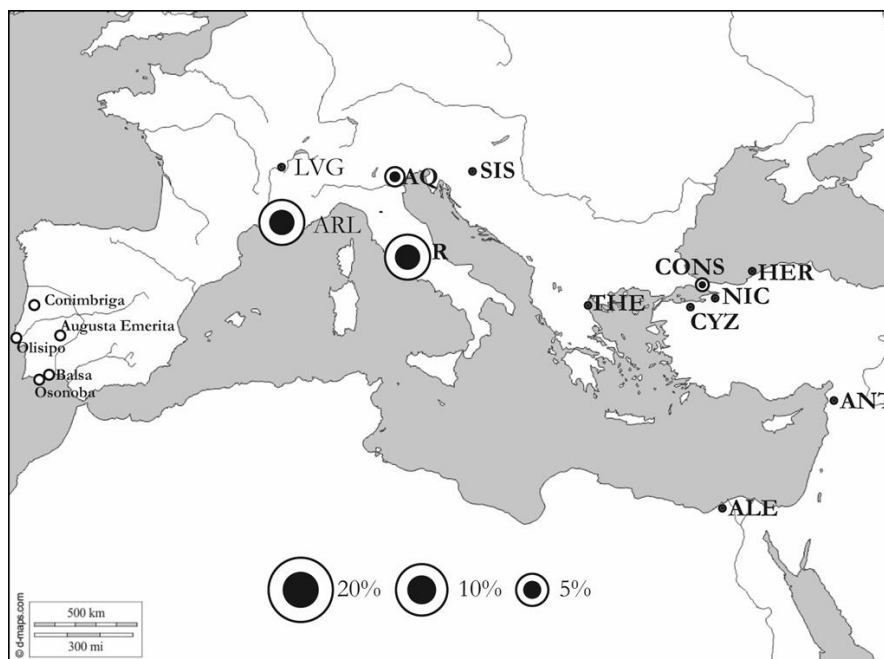 LVG
AQ
SIS
ARL
R
CONS
HER
NIC
THE
CYZ
Conimbriga
Augusta Emerita
Olisipo
Balsa
Osonoba
ANT
ALE
20%
10%
5%
500 km
300 mi
© d-maps.com